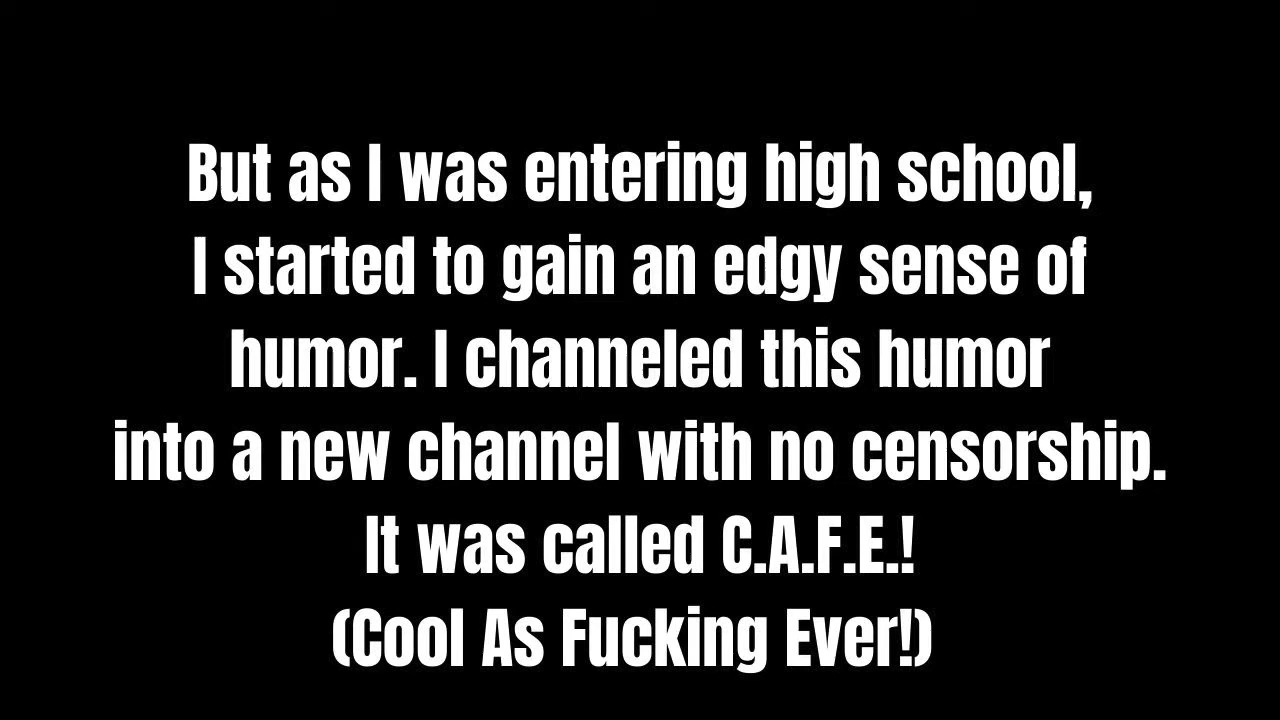 But as I was entering high school,
I started to gain an edgy sense of
humor. I channeled this humor
into a new channel with no censorship.
It was called C.A.F.E.!
(Cool As Fucking Ever!)